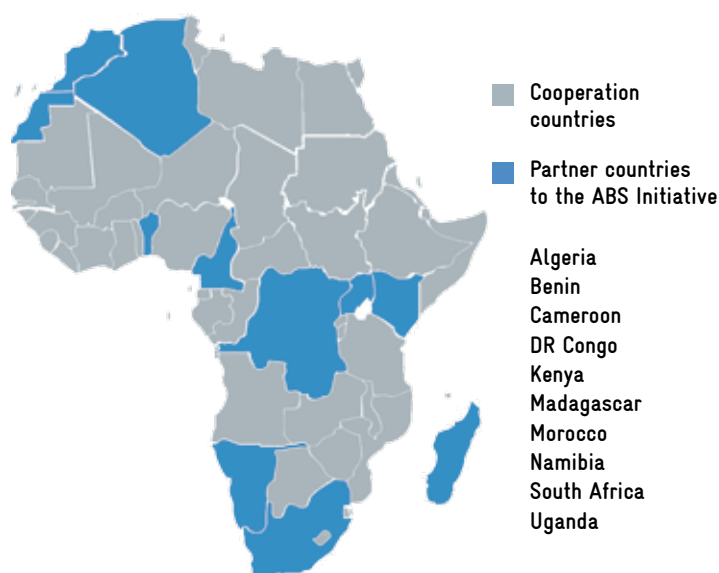 Cooperation
countries
Partner countries
to the ABS Initiative
Algeria
Benin
Cameroon
DR Congo
Kenya
Madagascar
Morocco
Namibia
South Africa
Uganda